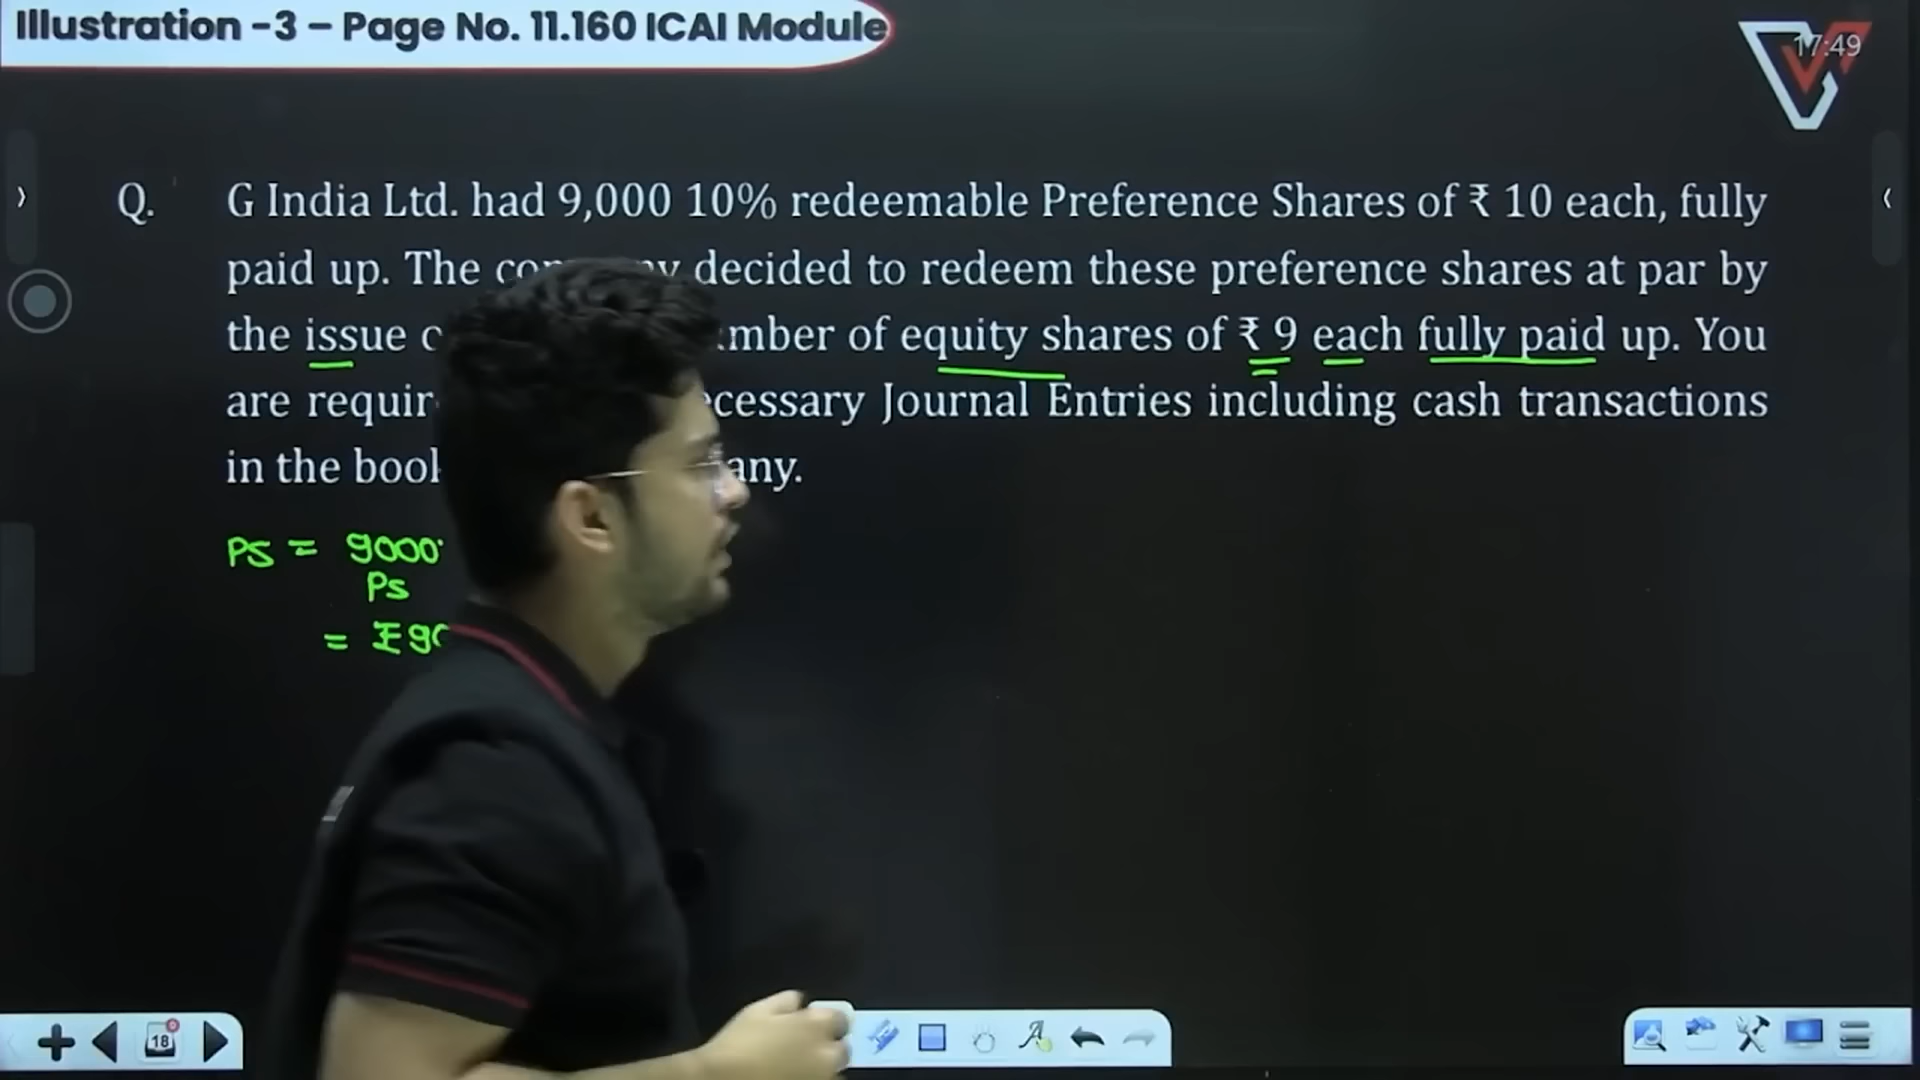 Illustration -3 – Page No. 11.160 ICAI Module
17:49
Q. G India Ltd. had 9,000 10% redeemable Preference Shares of ₹ 10 each, fully
paid up. The decided to redeem these preference shares at par by
the issue of equity shares of ₹ 9 each fully paid up. You
are Journal Entries including cash transactions
in the
PS = 9000
PS
= ₹
18